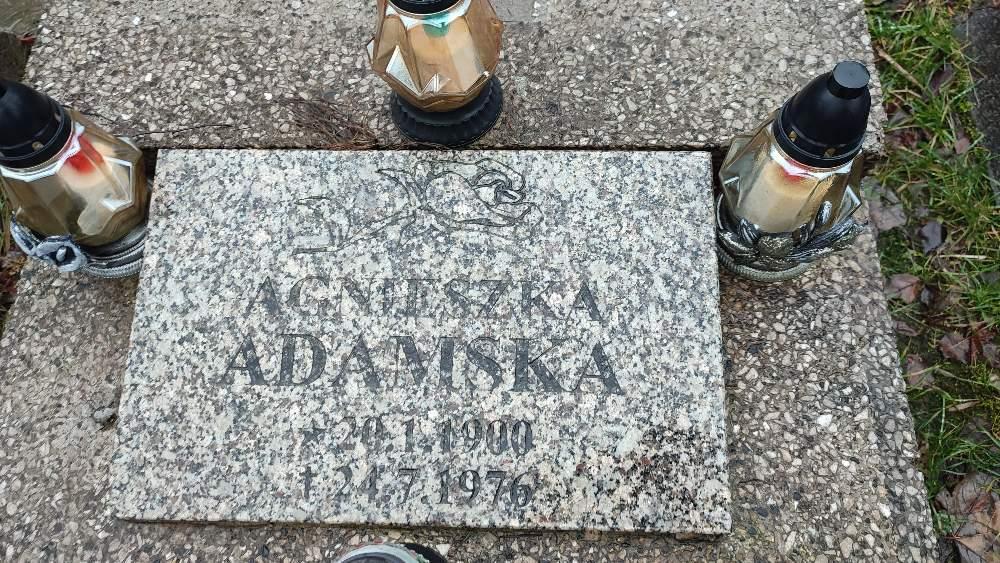 AGNIESZKA
ADAMSKA
* 20.1.1900
† 24.7.1976